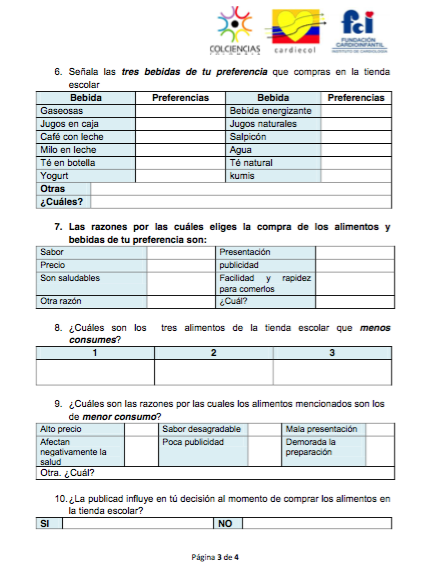 COLCIENCIAS
COLOMBIA
cardiecol
fci
FUNDACIÓN
CARDIOINFANTIL
INSTITUTO DE CARDIOLOGÍA
6. Señala las tres bebidas de tu preferencia que compras en la tienda
escolar
Bebida Preferencias Bebida Preferencias
Gaseosas Bebida energizante
Jugos en caja Jugos naturales
Café con leche Salpicón
Milo en leche Agua
Té en botella Té natural
Yogurt kumis
Otras
¿Cuáles?
7. Las razones por las cuáles eliges la compra de los alimentos y
bebidas de tu preferencia son:
Sabor Presentación
Precio publicidad
Son saludables Facilidad y rapidez
para comerlos
Otra razón ¿Cuál?
8. ¿Cuáles son los tres alimentos de la tienda escolar que menos
consumes?
1 2 3
9. ¿Cuáles son las razones por las cuales los alimentos mencionados son los
de menor consumo?
Alto precio Sabor desagradable Mala presentación
Afectan Poca publicidad Demorada la
negativamente la preparación
salud
Otra. ¿Cuál?
10. ¿La publicad influye en tú decisión al momento de comprar los alimentos en
la tienda escolar?
SI NO
Página 3 de 4